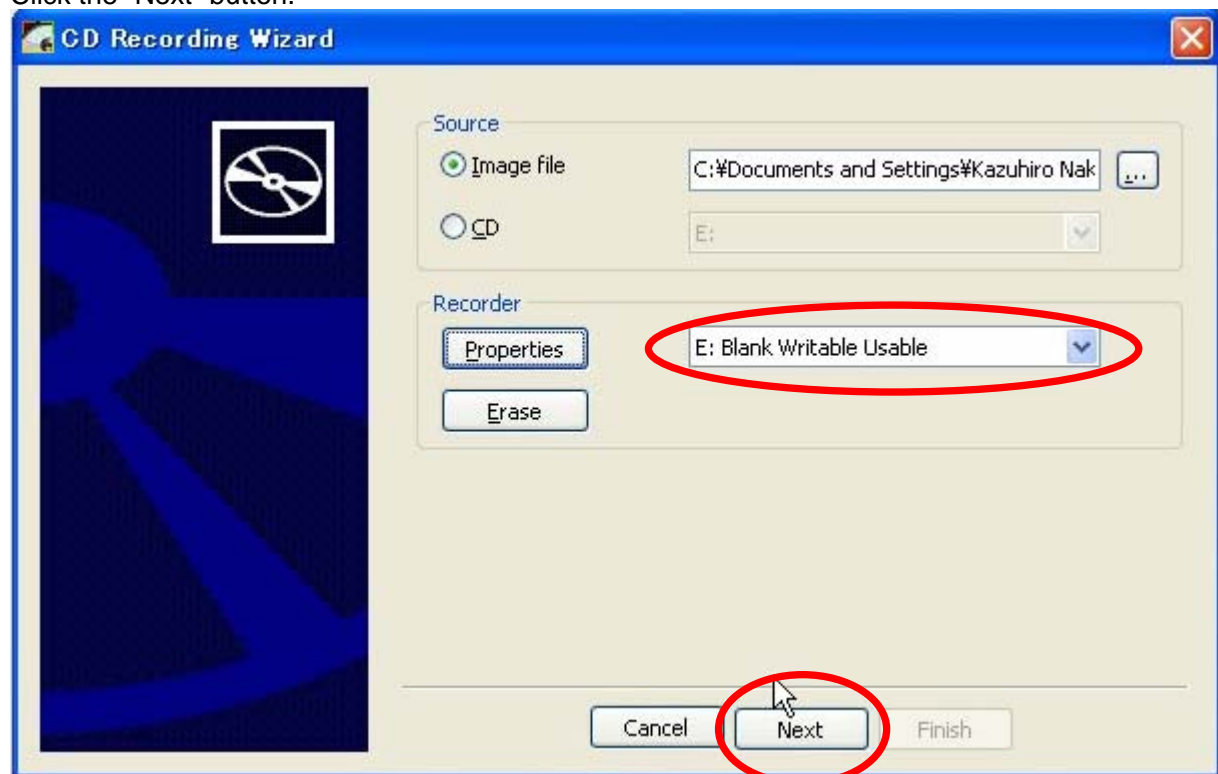 Click the "Next" button.
CD Recording Wizard
Source
Image file
C:¥Documents and Settings¥Kazuhiro Nak
...
CD
E:
Recorder
Properties
E: Blank Writable Usable
Erase
Cancel
Next
Finish